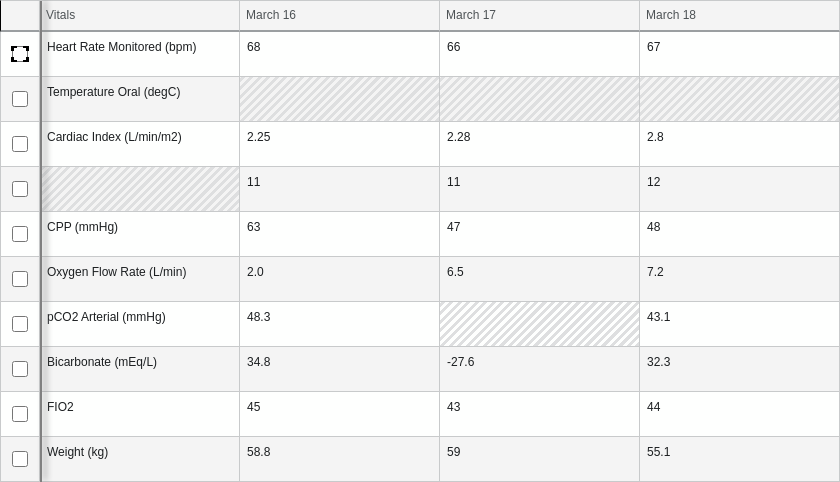 Vitals March 16 March 17 March 18
Heart Rate Monitored (bpm) 68 66 67
Temperature Oral (degC)
Cardiac Index (L/min/m2) 2.25 2.28 2.8
11 11 12
CPP (mmHg) 63 47 48
Oxygen Flow Rate (L/min) 2.0 6.5 7.2
pCO2 Arterial (mmHg) 48.3 43.1
Bicarbonate (mEq/L) 34.8 -27.6 32.3
FIO2 45 43 44
Weight (kg) 58.8 59 55.1